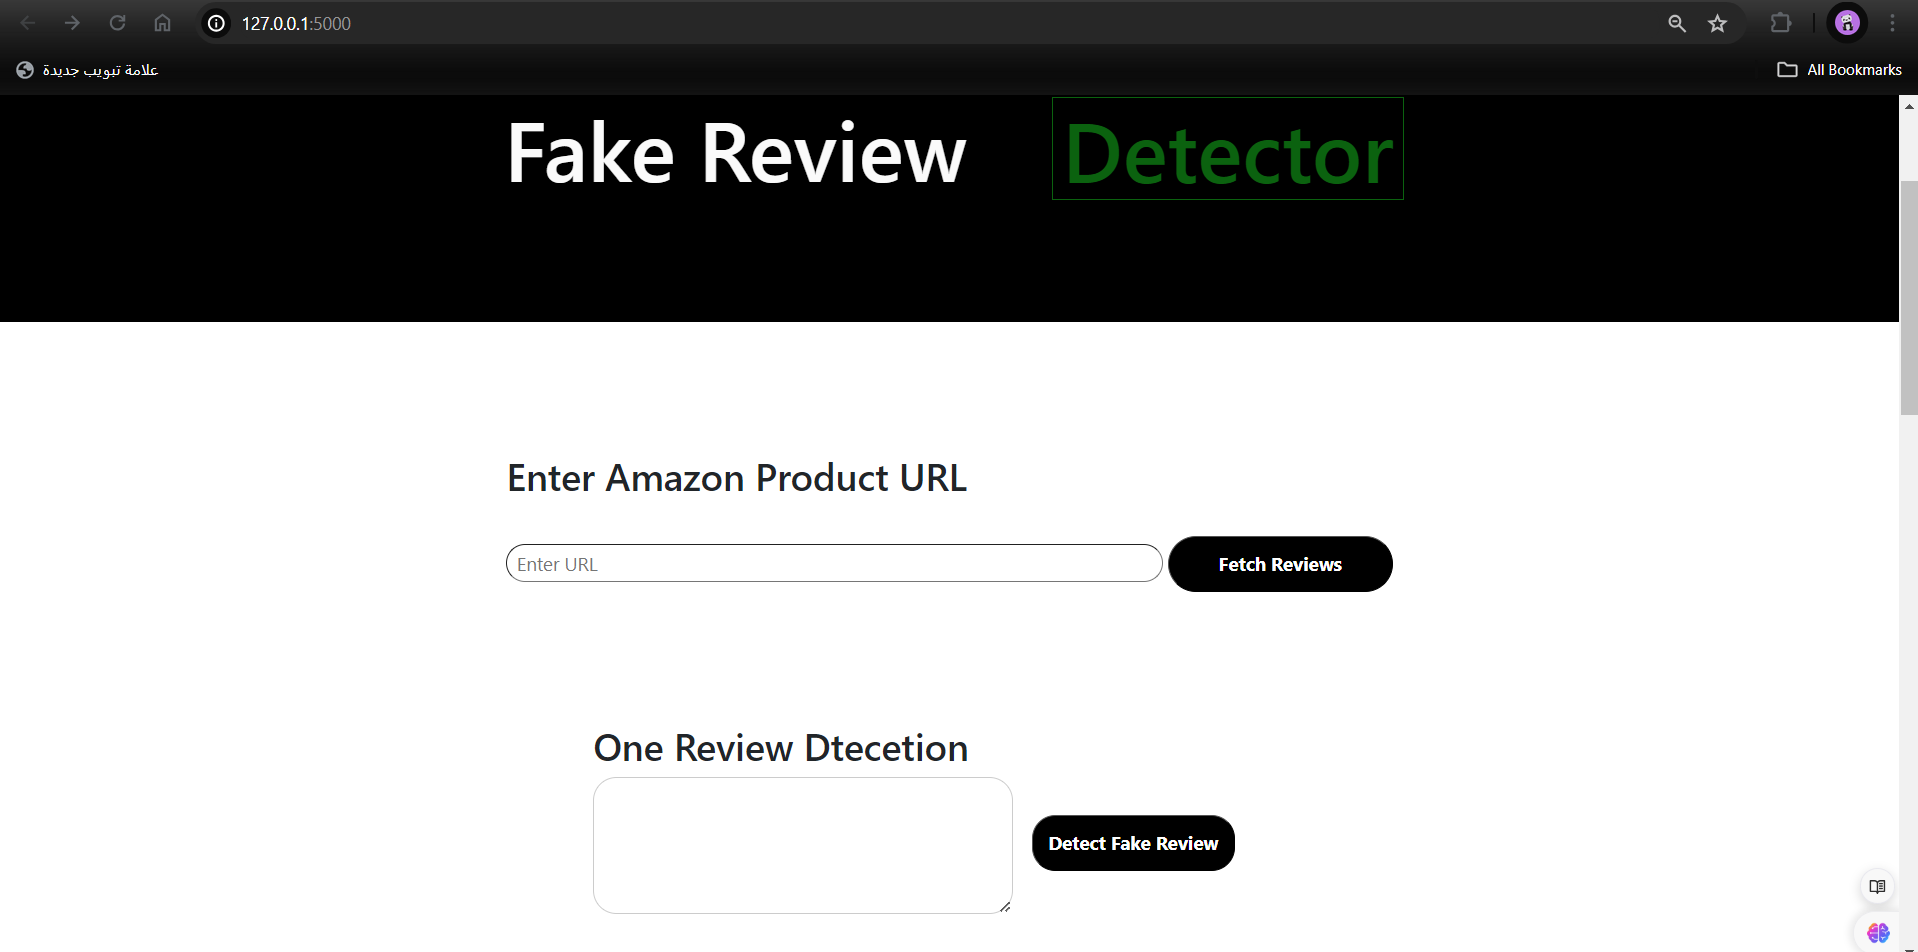 127.0.0.1:5000
علامة تبويب جديدة
All Bookmarks
Fake Review Detector
Enter Amazon Product URL
Enter URL
Fetch Reviews
One Review Dtecetion
Detect Fake Review